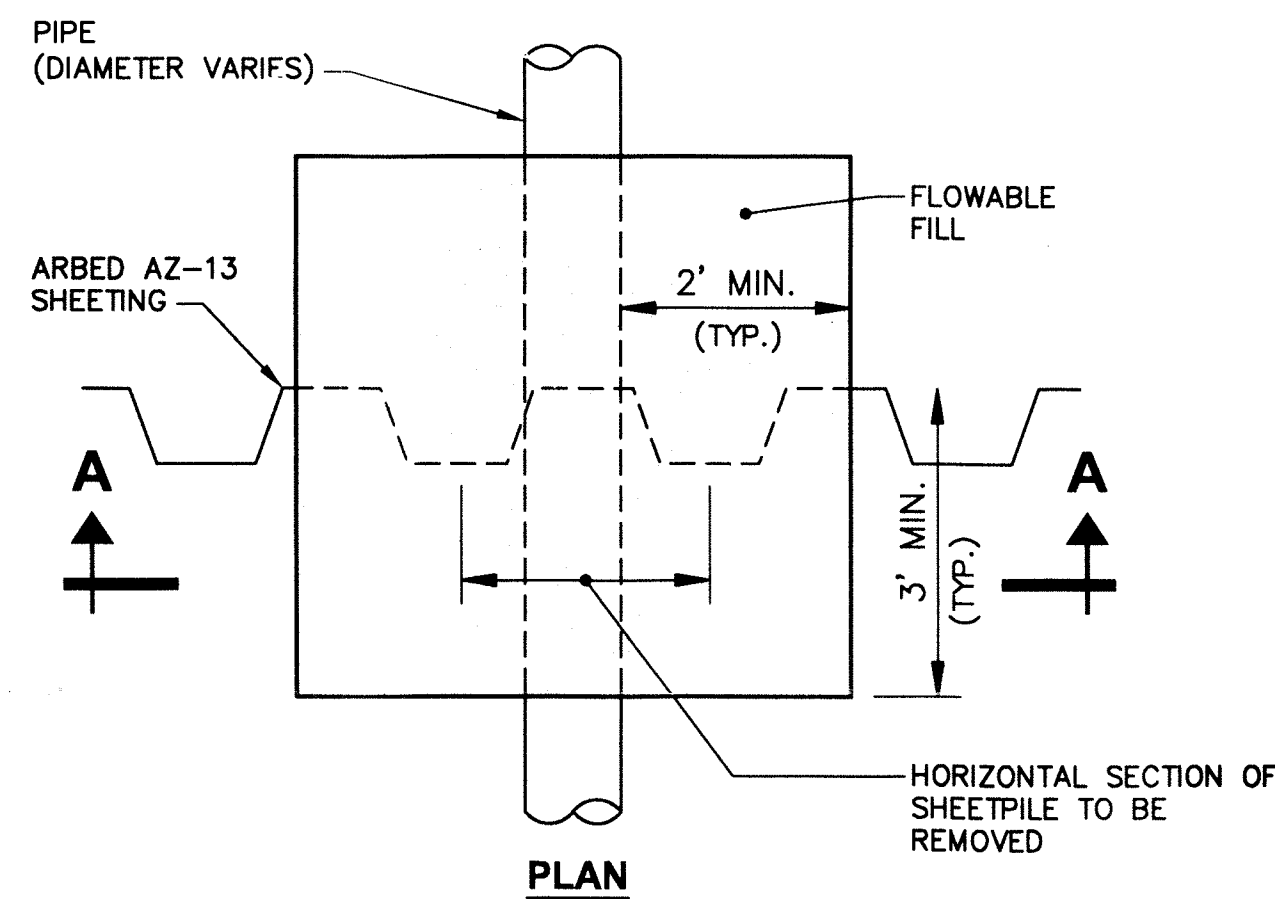 PIPE
(DIAMETER VARIES)
FLOWABLE
FILL
ARBED AZ-13
SHEETING
2' MIN.
(TYP.)
A
A
3' MIN.
(TYP.)
HORIZONTAL SECTION OF
SHEETPILE TO BE
REMOVED
PLAN